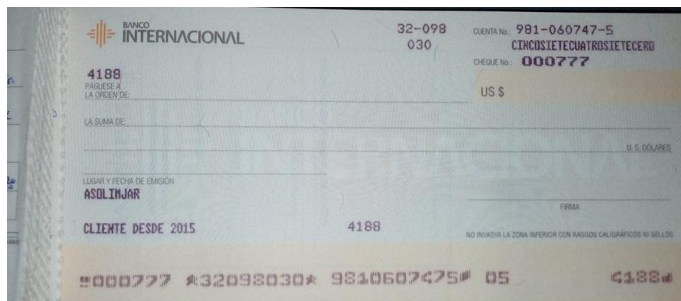 BANCO
INTERNACIONAL
32-098
030
CUENTA No.: 981-060747-5
CINCOSIETECUATROSIETECERO
CHEQUE No.: 000777
4188
PÁGUESE A
LA ORDEN DE:
US $
LA SUMA DE:
U. S. DÓLARES
LUGAR Y FECHA DE EMISIÓN
ASOLIMJAR
FIRMA
CLIENTE DESDE 2015
4188
NO INVADIR LA ZONA INFERIOR CON RASGOS CALIGRÁFICOS NI SELLOS
000777 32098030 9810607475 05 4188